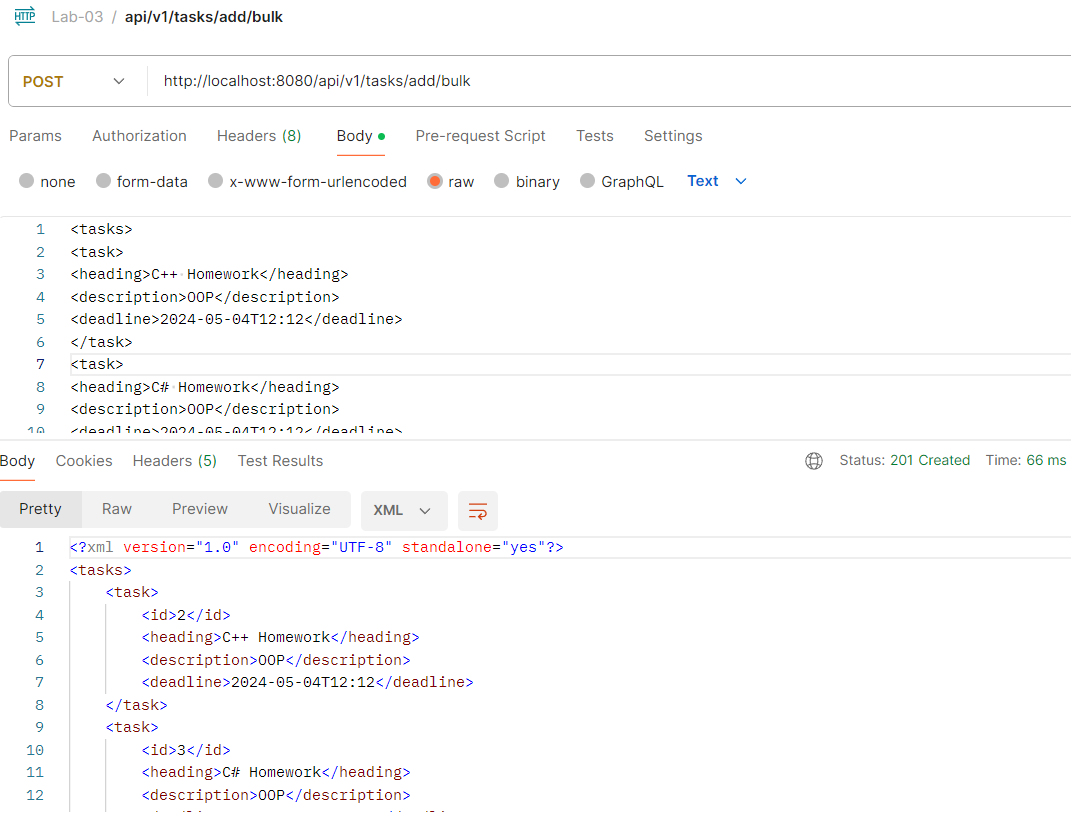 HTTP Lab-03 / api/v1/tasks/add/bulk
POST http://localhost:8080/api/v1/tasks/add/bulk
Params Authorization Headers (8) Body Pre-request Script Tests Settings
none form-data x-www-form-urlencoded raw binary GraphQL Text
1 <tasks>
2 <task>
3 <heading>C++ Homework</heading>
4 <description>OOP</description>
5 <deadline>2024-05-04T12:12</deadline>
6 </task>
7 <task>
8 <heading>C# Homework</heading>
9 <description>OOP</description>
10 <deadline>2024-05-04T12:12</deadline>
Body Cookies Headers (5) Test Results Status: 201 Created Time: 66 ms
Pretty Raw Preview Visualize XML
1 <?xml version="1.0" encoding="UTF-8" standalone="yes"?>
2 <tasks>
3 <task>
4 <id>2</id>
5 <heading>C++ Homework</heading>
6 <description>OOP</description>
7 <deadline>2024-05-04T12:12</deadline>
8 </task>
9 <task>
10 <id>3</id>
11 <heading>C# Homework</heading>
12 <description>OOP</description>